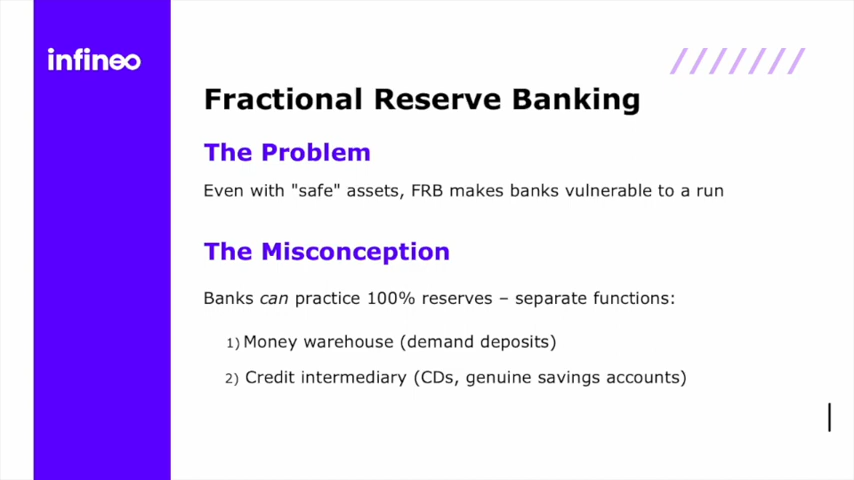 infineo
Fractional Reserve Banking
The Problem
Even with "safe" assets, FRB makes banks vulnerable to a run
The Misconception
Banks can practice 100% reserves – separate functions:
1) Money warehouse (demand deposits)
2) Credit intermediary (CDs, genuine savings accounts)